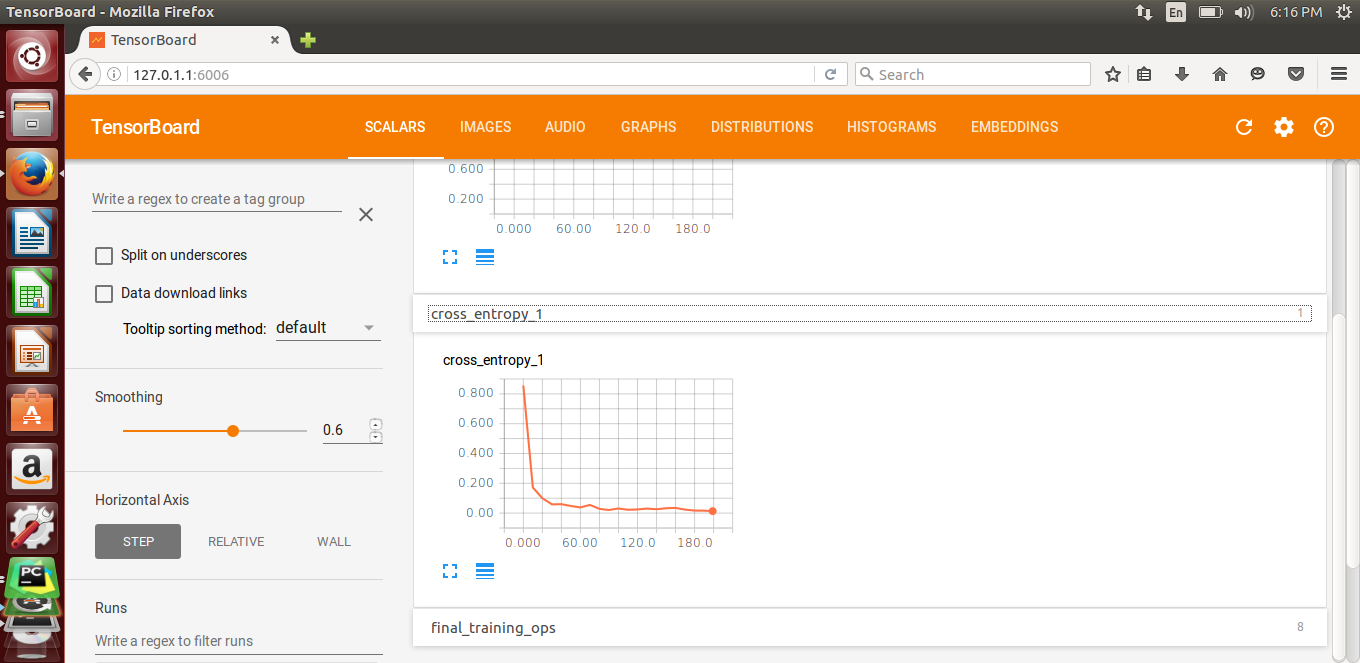 TensorBoard - Mozilla Firefox
En
6:16 PM
TensorBoard
127.0.1.1:6006
Search
TensorBoard
SCALARS IMAGES AUDIO GRAPHS DISTRIBUTIONS HISTOGRAMS EMBEDDINGS
Write a regex to create a tag group
Split on underscores
Data download links
Tooltip sorting method: default
Smoothing
0.6
Horizontal Axis
STEP RELATIVE WALL
Runs
Write a regex to filter runs
0.600
0.200
0.000 60.00 120.0 180.0
cross_entropy_1 1
cross_entropy_1
0.800
0.600
0.400
0.200
0.00
0.000 60.00 120.0 180.0
final_training_ops 8
A
a
PC